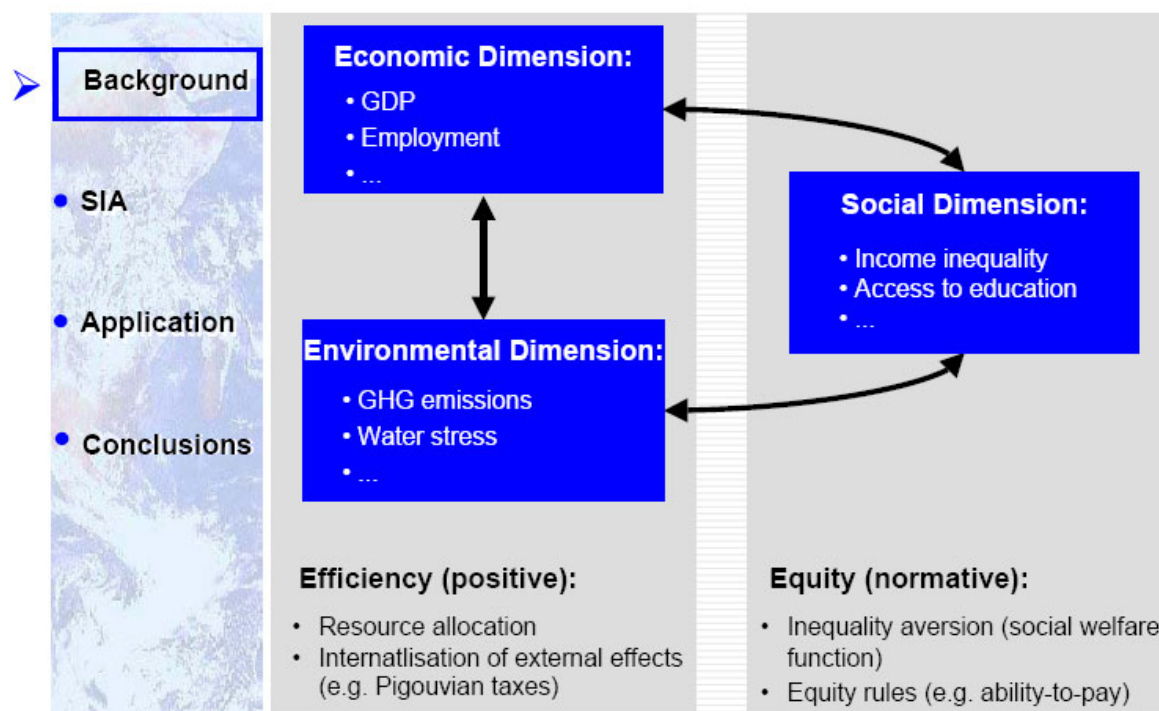 Background
• SIA
• Application
• Conclusions
Economic Dimension:
• GDP
• Employment
• ...
Environmental Dimension:
• GHG emissions
• Water stress
• ...
Social Dimension:
• Income inequality
• Access to education
• ...
Efficiency (positive):
• Resource allocation
• Internatlisation of external effects
(e.g. Pigouvian taxes)
Equity (normative):
• Inequality aversion (social welfare
function)
• Equity rules (e.g. ability-to-pay)